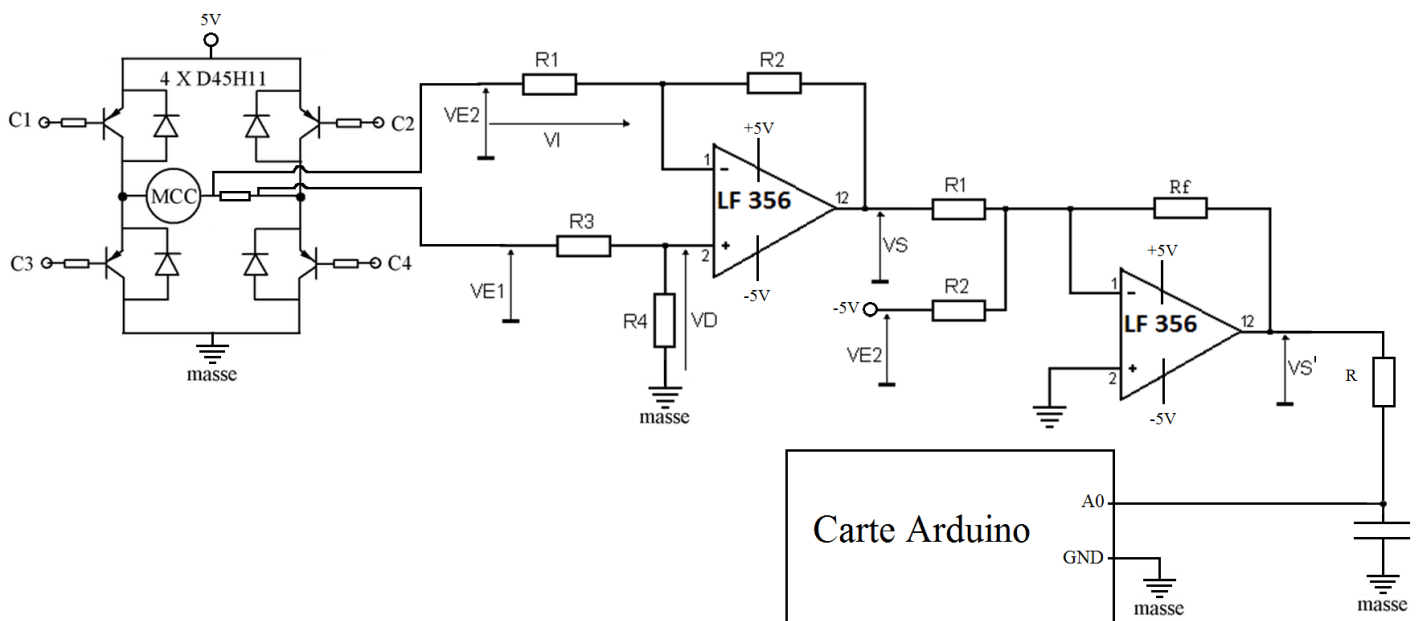 5V
4 X D45H11
C1
C2
MCC
C3
C4
masse
R1
R2
VE2
VI
+5V
1
-
LF 356
12
+
2
-5V
R3
VE1
R4
VD
masse
R1
VS
-5V
R2
VE2
Rf
+5V
1
-
LF 356
12
+
2
-5V
VS'
R
A0
Carte Arduino
GND
masse
masse